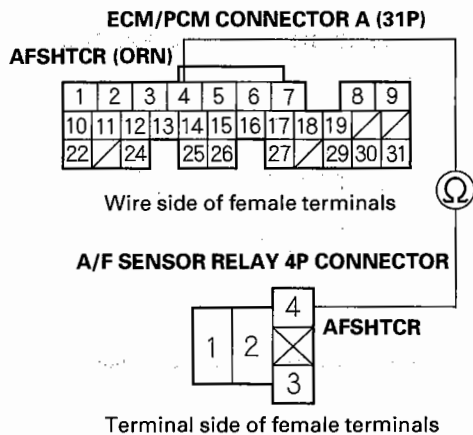 ECM/PCM CONNECTOR A (31P)
AFSHTCR (ORN)
1 2 3 4 5 6 7 8 9
10 11 12 13 14 15 16 17 18 19
22 24 25 26 27 29 30 31
Wire side of female terminals
Ω
A/F SENSOR RELAY 4P CONNECTOR
4
AFSHTCR
1 2
3
Terminal side of female terminals